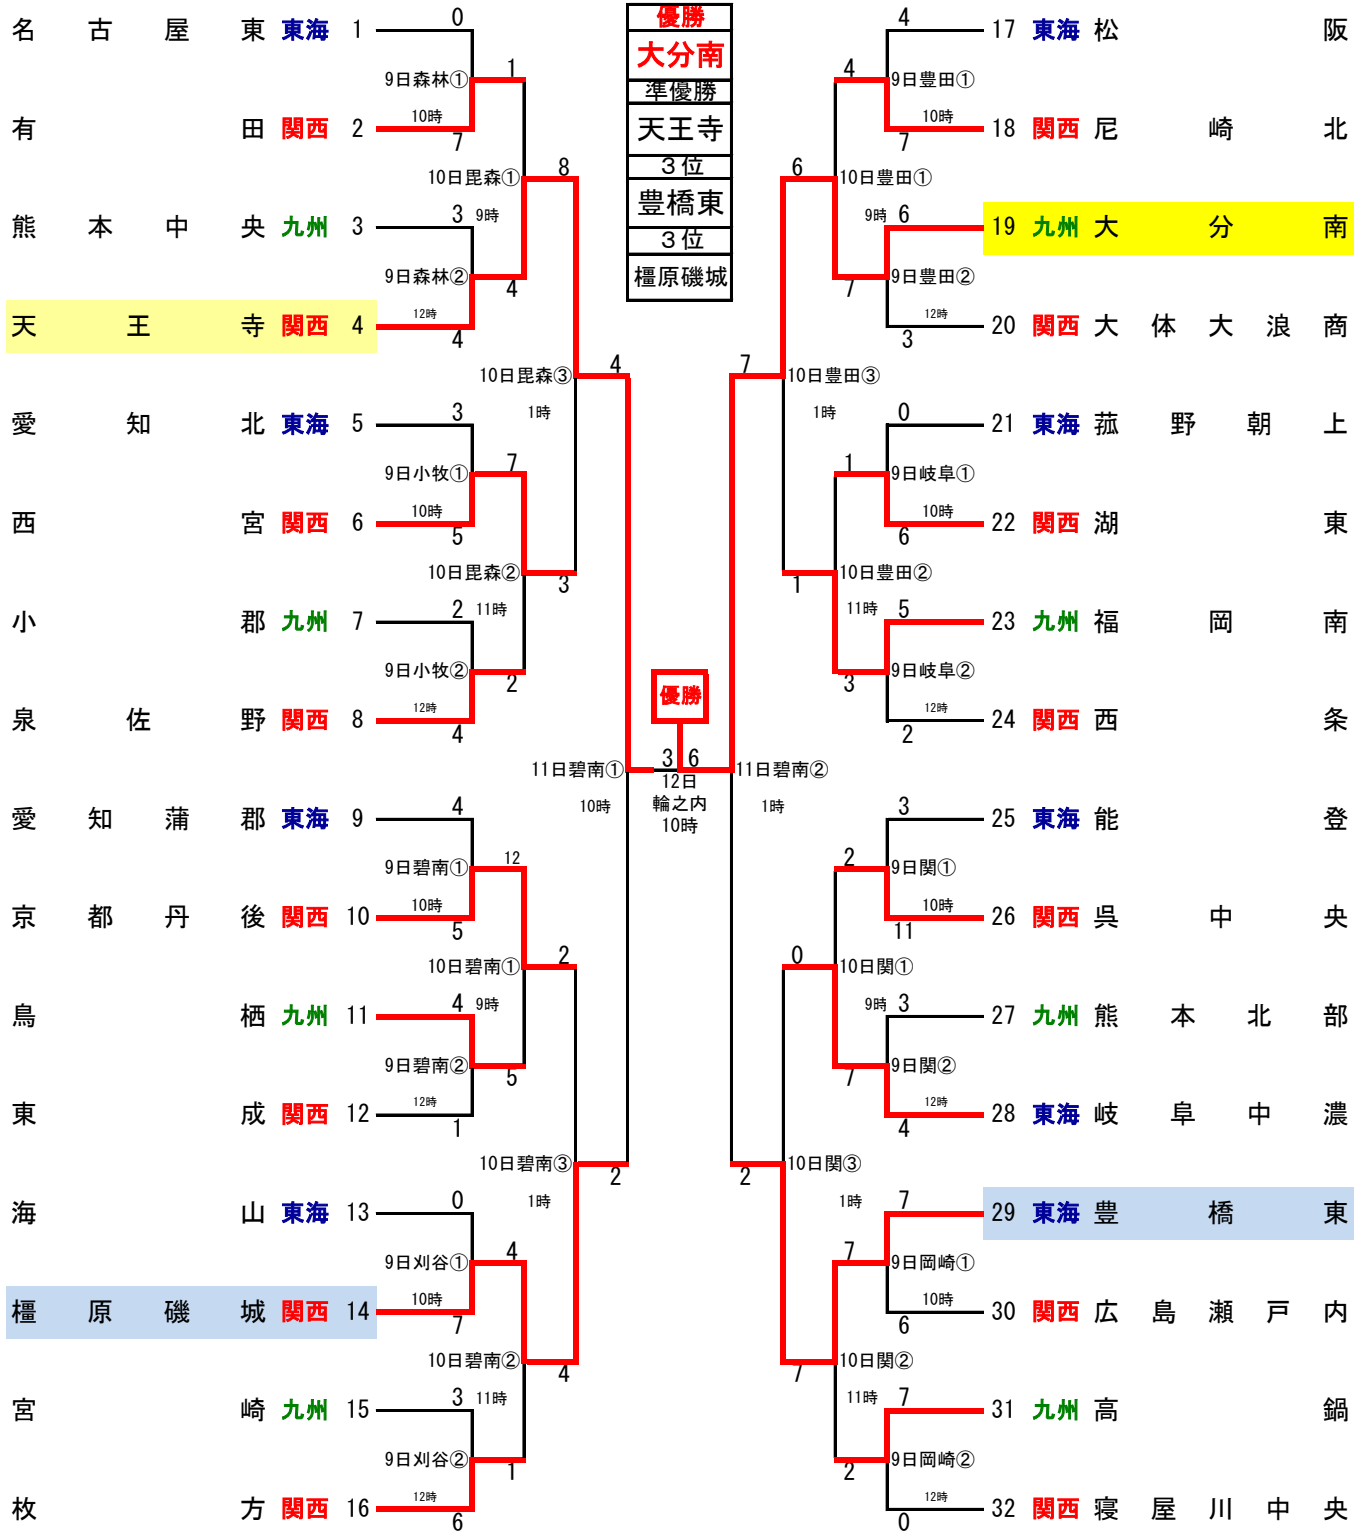 優勝
大分南
準優勝
天王寺
3位
豊橋東
3位
橿原磯城
名古屋東 東海 1 0
9日森林① 1
10時
有田 関西 2 7
10日毘森① 8
9時
熊本中央 九州 3 3
9日森林② 4
12時
天王寺 関西 4 4
10日毘森③ 4
1時
愛知北 東海 5 3
9日小牧① 7
10時
西宮 関西 6 5
10日毘森② 3
11時
小郡 九州 7 2
9日小牧② 2
12時
泉佐野 関西 8 4
11日碧南①
10時
愛知蒲郡 東海 9 4
9日碧南① 12
10時
京都丹後 関西 10 5
10日碧南① 2
9時
鳥栖 九州 11 4
9日碧南② 5
12時
東成 関西 12 1
10日碧南③ 2
1時
海山 東海 13 0
9日刈谷① 4
10時
橿原磯城 関西 14 7
10日碧南② 4
11時
宮崎 九州 15 3
9日刈谷② 1
12時
枚方 関西 16 6
優勝
3 6
12日
輪之内
10時
4 17 東海 松阪
4 9日豊田①
10時
7 18 関西 尼崎北
6 10日豊田①
9時
6 19 九州 大分南
7 9日豊田②
12時
3 20 関西 大体大浪商
7 10日豊田③
1時
0 21 東海 菰野朝上
1 9日岐阜①
10時
6 22 関西 湖東
1 10日豊田②
11時
5 23 九州 福岡南
3 9日岐阜②
12時
2 24 関西 西条
11日碧南②
1時
3 25 東海 能登
2 9日関①
10時
11 26 関西 呉中央
0 10日関①
9時
3 27 九州 熊本北部
7 9日関②
12時
4 28 東海 岐阜中濃
2 10日関③
1時
7 29 東海 豊橋東
7 9日岡崎①
10時
6 30 関西 広島瀬戸内
7 10日関②
11時
7 31 九州 高鍋
2 9日岡崎②
12時
0 32 関西 寝屋川中央